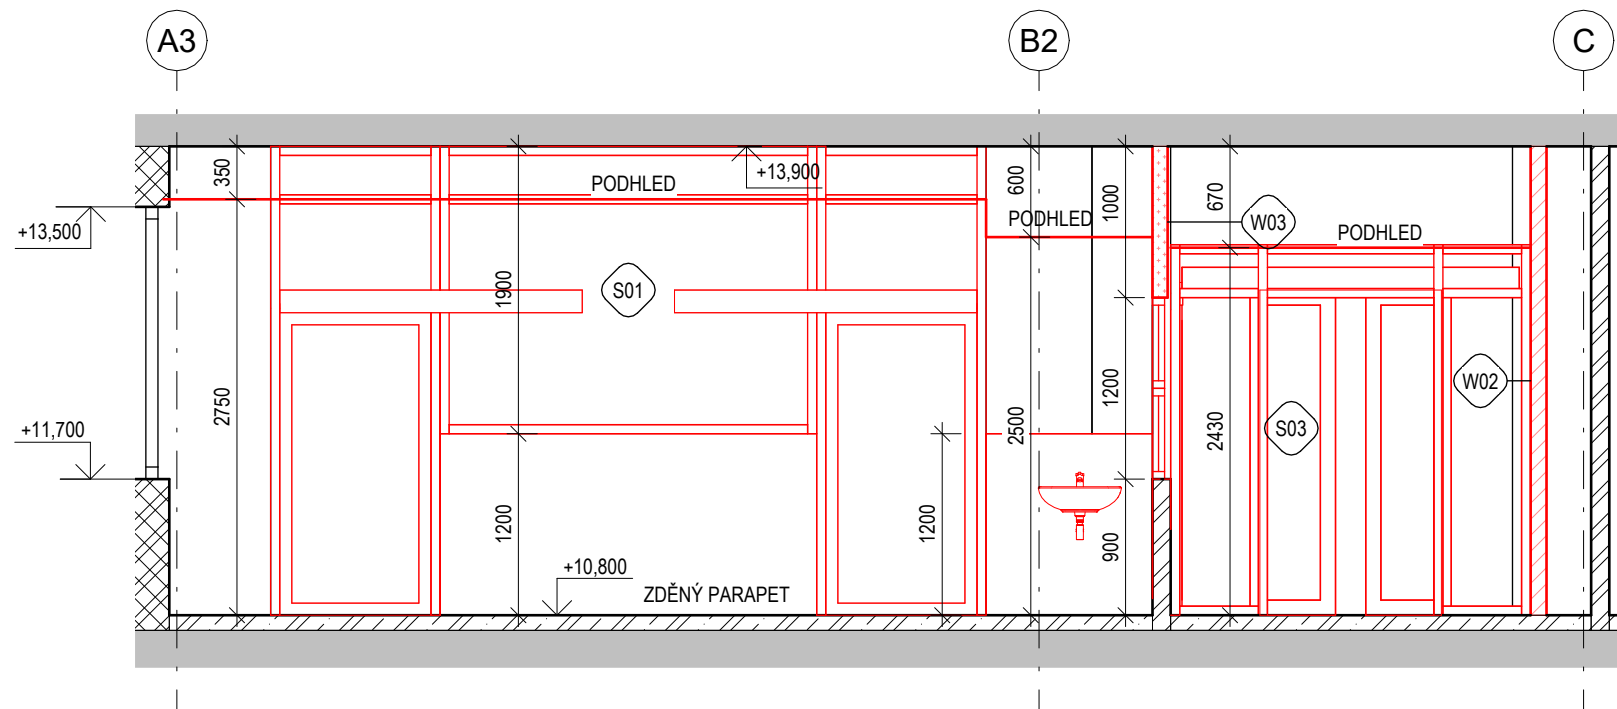 A3
B2
C
350
+13,900
600
1000
670
PODHLED
PODHLED
W03
PODHLED
+13,500
S01
1900
2750
1200
W02
+11,700
2500
2430
S03
1200
1200
900
+10,800
ZDĚNÝ PARAPET